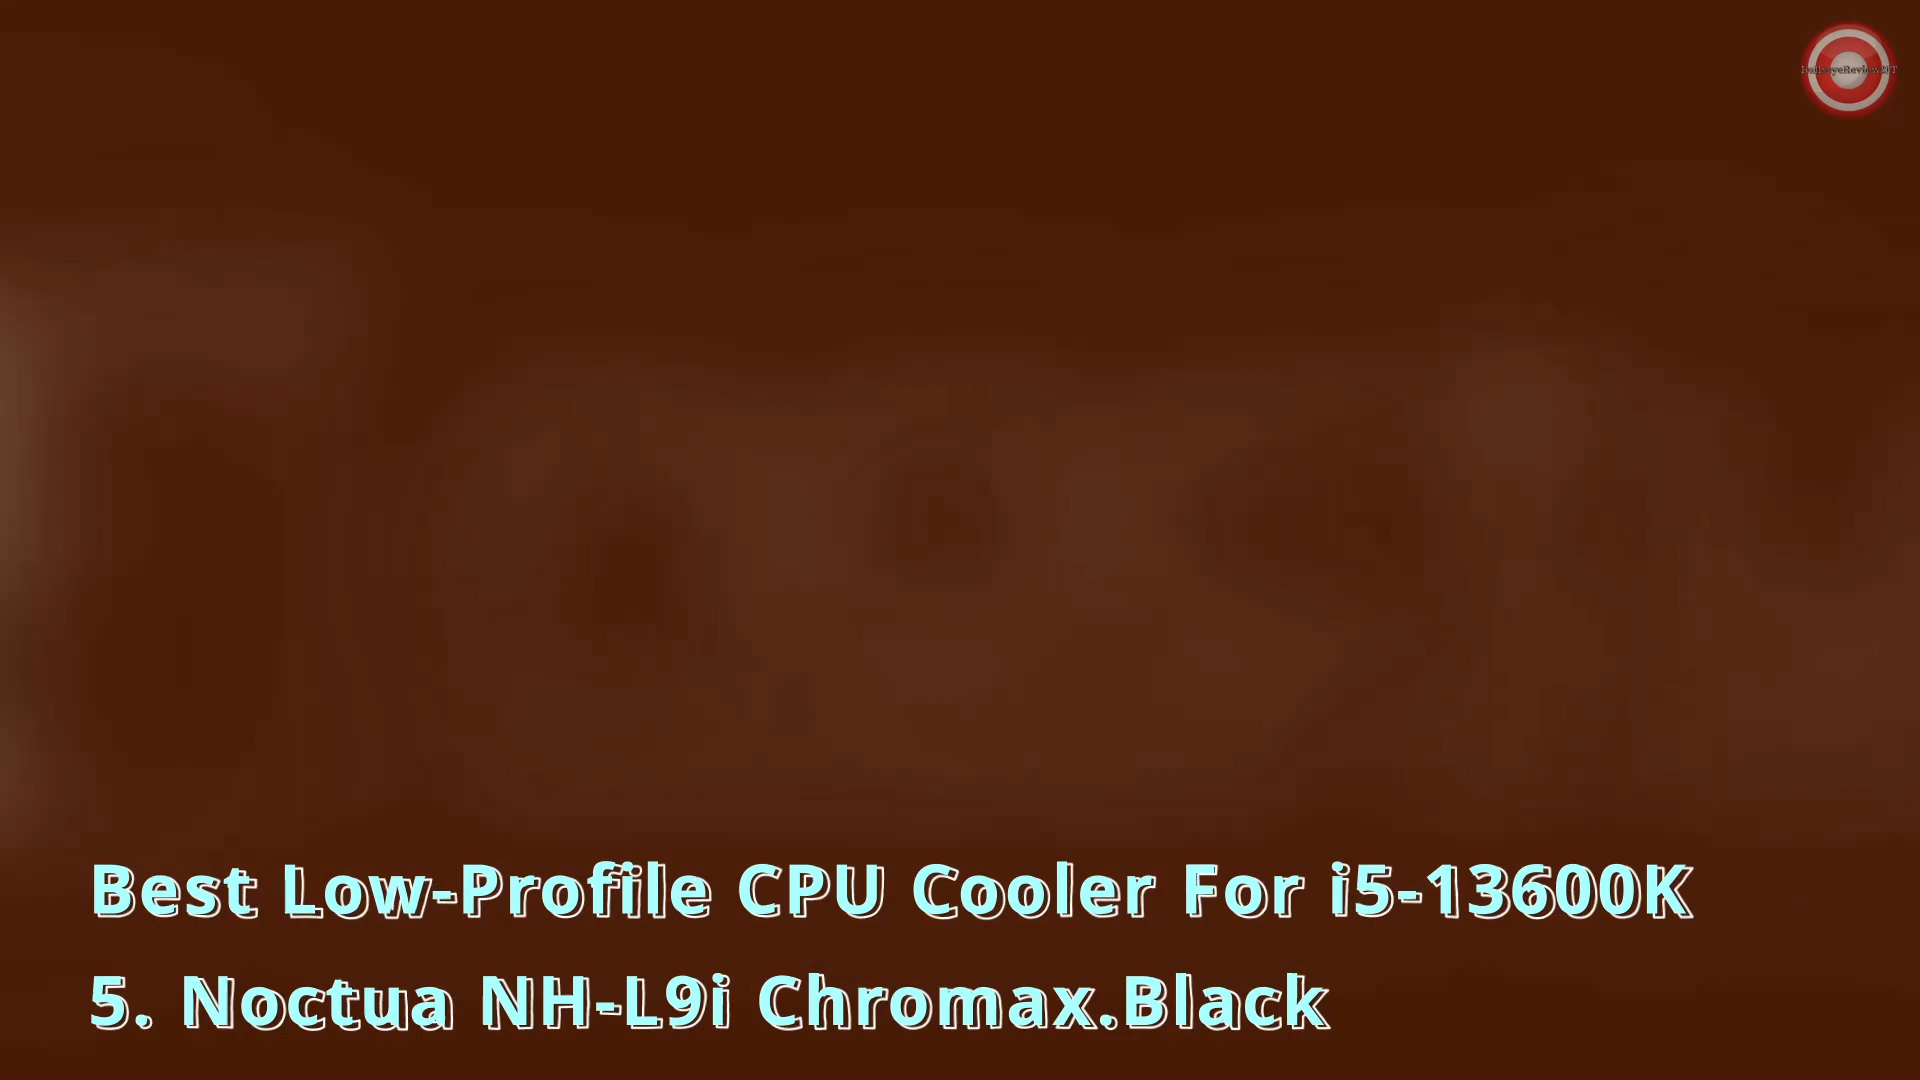 Best Low-Profile CPU Cooler For i5-13600K
5. Noctua NH-L9i Chromax.Black